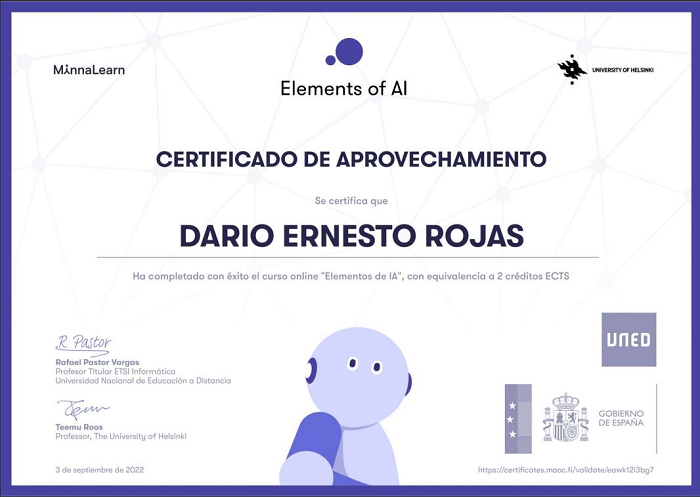 MinnaLearn
Elements of AI
UNIVERSITY OF HELSINKI
CERTIFICADO DE APROVECHAMIENTO
Se certifica que
DARIO ERNESTO ROJAS
Ha completado con éxito el curso online "Elementos de IA", con equivalencia a 2 créditos ECTS
R. Pastor
Rafael Pastor Vargas
Profesor Titular ETSI Informática
Universidad Nacional de Educación a Distancia
Teemu Roos
Professor, The University of Helsinki
3 de septiembre de 2022
UNED
GOBIERNO
DE ESPAÑA
https://certificates.mooc.fi/validate/eawk12i3bg7